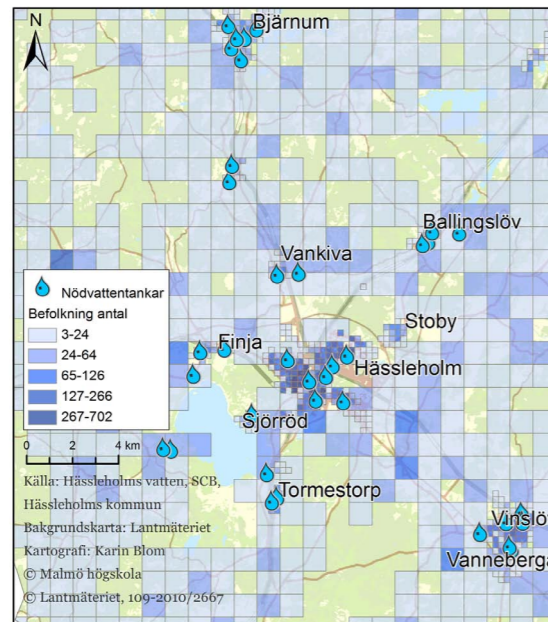 N
Bjärnum
Ballingslöv
Vankiva
Nödvattentankar
Befolkning antal
3-24
24-64
65-126
127-266
267-702
Stoby
Finja
Hässleholm
Sjörröd
0 2 4 km
Källa: Hässleholms vatten, SCB,
Hässleholms kommun
Bakgrundskarta: Lantmäteriet
Kartografi: Karin Blom
© Malmö högskola
© Lantmäteriet, 109-2010/2667
Tormestorp
Vinslöv
Vanneberga